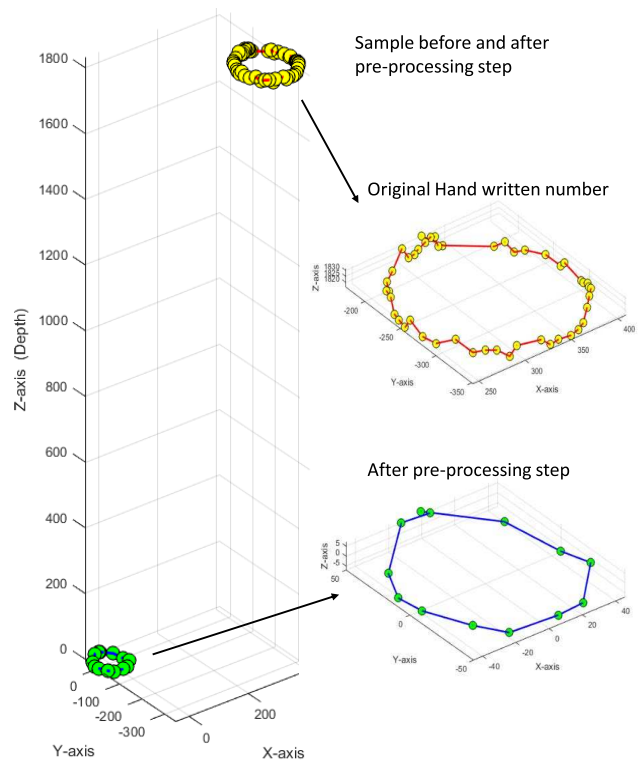 Sample before and after
pre-processing step
1800
1600
1400
1200
1000
800
600
400
200
0
Z-axis (Depth)
0
-100
-200
-300
Y-axis
0
200
X-axis
Original Hand written number
1830
1825
1820
Z-axis
-200
-250
-300
-350
Y-axis
250
300
350
400
X-axis
After pre-processing step
5
0
-5
Z-axis
50
0
-50
Y-axis
-40
-20
0
20
40
X-axis